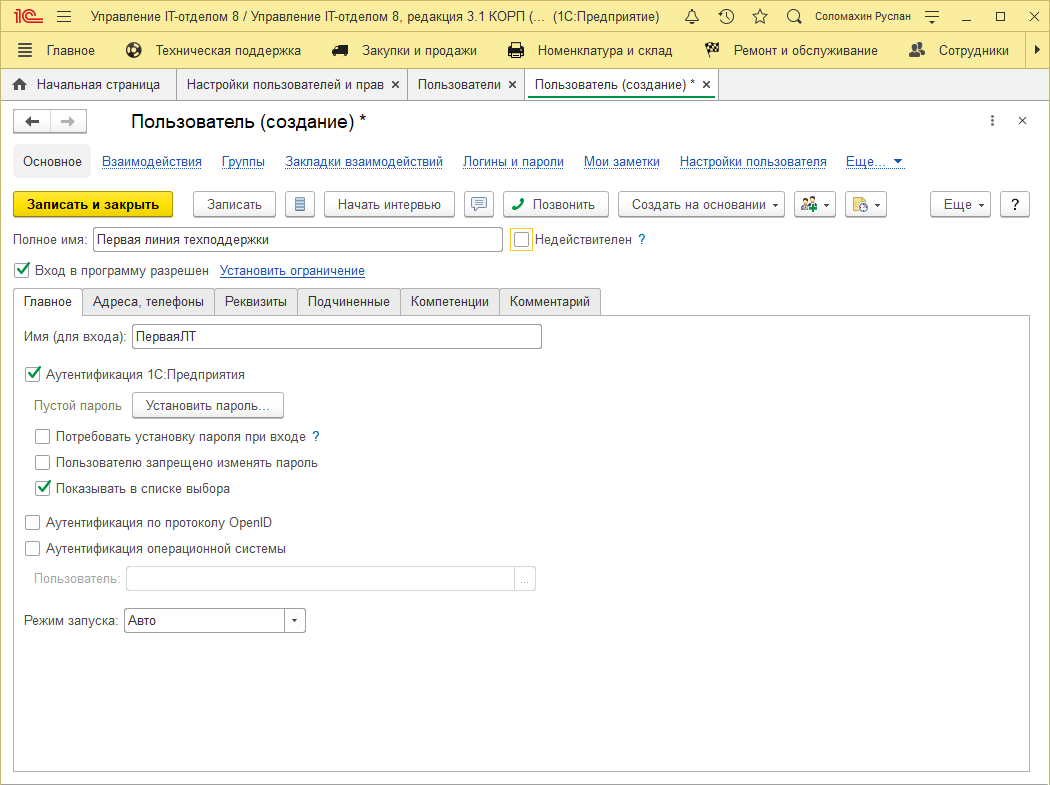 1С Управление IT-отделом 8 / Управление IT-отделом 8, редакция 3.1 КОРП (... (1С:Предприятие) Соломахин Руслан
Главное Техническая поддержка Закупки и продажи Номенклатура и склад Ремонт и обслуживание Сотрудники
Начальная страница Настройки пользователей и прав × Пользователи × Пользователь (создание) * ×
Пользователь (создание) *
Основное Взаимодействия Группы Закладки взаимодействий Логины и пароли Мои заметки Настройки пользователя Еще...
Записать и закрыть Записать Начать интервью Позвонить Создать на основании Еще ?
Полное имя: Первая линия техподдержки Недействителен ?
Вход в программу разрешен Установить ограничение
Главное Адреса, телефоны Реквизиты Подчиненные Компетенции Комментарий
Имя (для входа): ПерваяЛТ
Аутентификация 1С:Предприятия
Пустой пароль Установить пароль...
Потребовать установку пароля при входе ?
Пользователю запрещено изменять пароль
Показывать в списке выбора
Аутентификация по протоколу OpenID
Аутентификация операционной системы
Пользователь: ...
Режим запуска: Авто